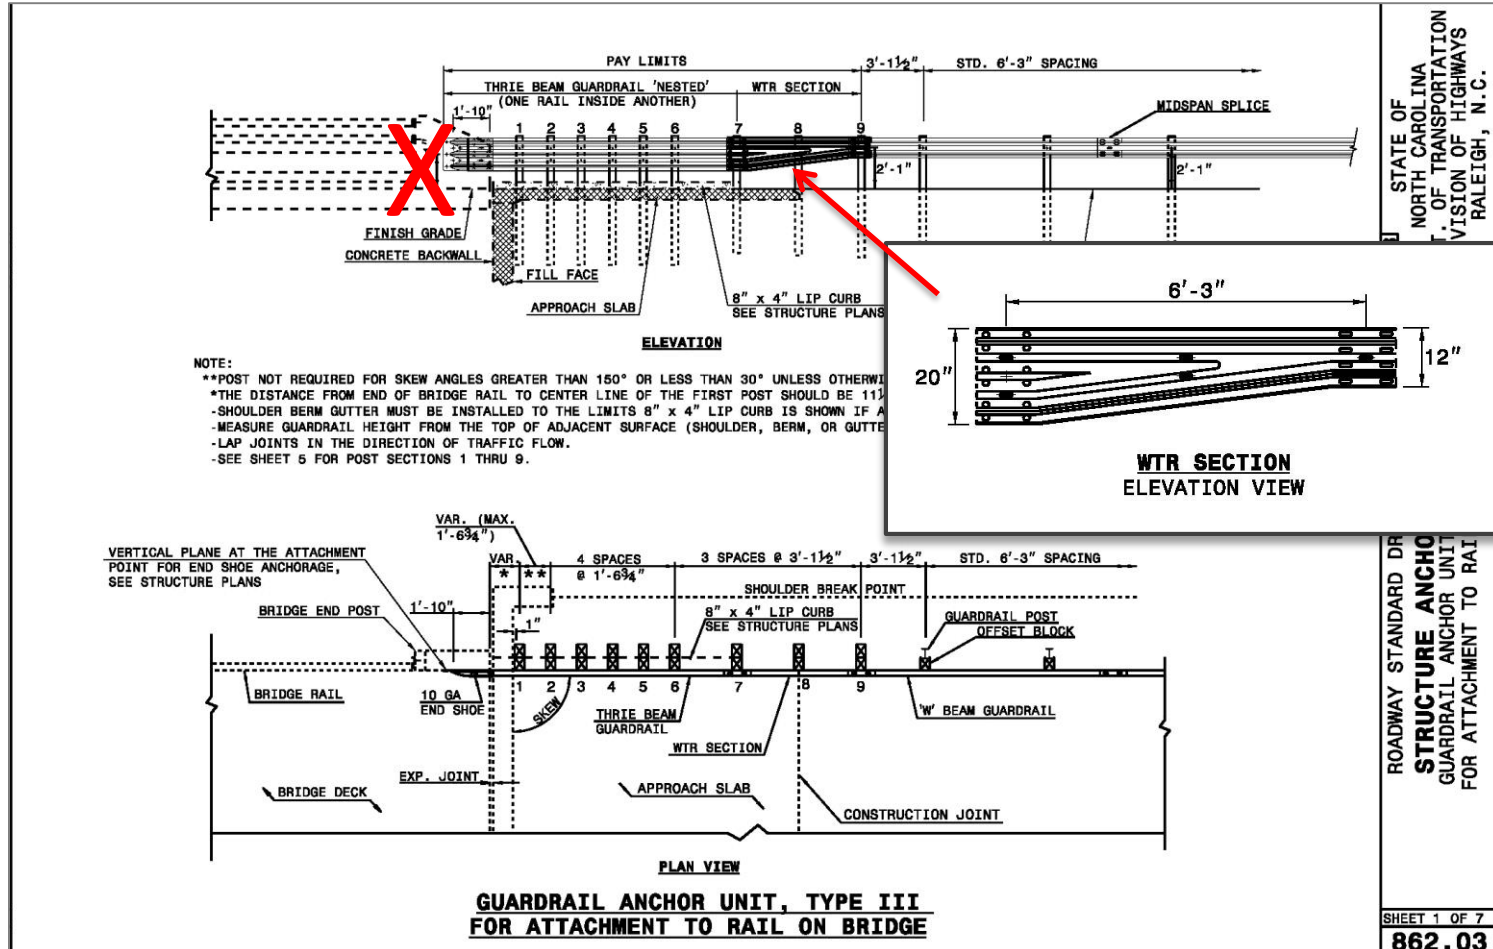 PAY LIMITS
3'-1½"
STD. 6'-3" SPACING
THRIE BEAM GUARDRAIL 'NESTED'
(ONE RAIL INSIDE ANOTHER)
WTR SECTION
1'-10"
MIDSPAN SPLICE
1 2 3 4 5 6 7 8 9
2'-1"
2'-1"
X
FINISH GRADE
CONCRETE BACKWALL
FILL FACE
APPROACH SLAB
8" x 4" LIP CURB
SEE STRUCTURE PLANS
ELEVATION
6'-3"
20"
12"
WTR SECTION
ELEVATION VIEW
NOTE:
**POST NOT REQUIRED FOR SKEW ANGLES GREATER THAN 150° OR LESS THAN 30° UNLESS OTHERWI
*THE DISTANCE FROM END OF BRIDGE RAIL TO CENTER LINE OF THE FIRST POST SHOULD BE 11½
-SHOULDER BERM GUTTER MUST BE INSTALLED TO THE LIMITS 8" x 4" LIP CURB IS SHOWN IF A
-MEASURE GUARDRAIL HEIGHT FROM THE TOP OF ADJACENT SURFACE (SHOULDER, BERM, OR GUTTE
-LAP JOINTS IN THE DIRECTION OF TRAFFIC FLOW.
-SEE SHEET 5 FOR POST SECTIONS 1 THRU 9.
VAR. (MAX.
1'-6¾")
VERTICAL PLANE AT THE ATTACHMENT
POINT FOR END SHOE ANCHORAGE,
SEE STRUCTURE PLANS
VAR.
* **
4 SPACES
@ 1'-6¾"
3 SPACES @ 3'-1½"
3'-1½"
STD. 6'-3" SPACING
SHOULDER BREAK POINT
1'-10"
BRIDGE END POST
1"
8" x 4" LIP CURB
SEE STRUCTURE PLANS
GUARDRAIL POST
OFFSET BLOCK
BRIDGE RAIL
10 GA
END SHOE
1 2 3 4 5 6 7 8 9
SKEW
THRIE BEAM
GUARDRAIL
'W' BEAM GUARDRAIL
WTR SECTION
EXP. JOINT
BRIDGE DECK
APPROACH SLAB
CONSTRUCTION JOINT
PLAN VIEW
GUARDRAIL ANCHOR UNIT, TYPE III
FOR ATTACHMENT TO RAIL ON BRIDGE
STATE OF
NORTH CAROLINA
T. OF TRANSPORTATION
VISION OF HIGHWAYS
RALEIGH, N.C.
ROADWAY STANDARD DR
STRUCTURE ANCHO
GUARDRAIL ANCHOR UNIT
FOR ATTACHMENT TO RAI
SHEET 1 OF 7
862.03